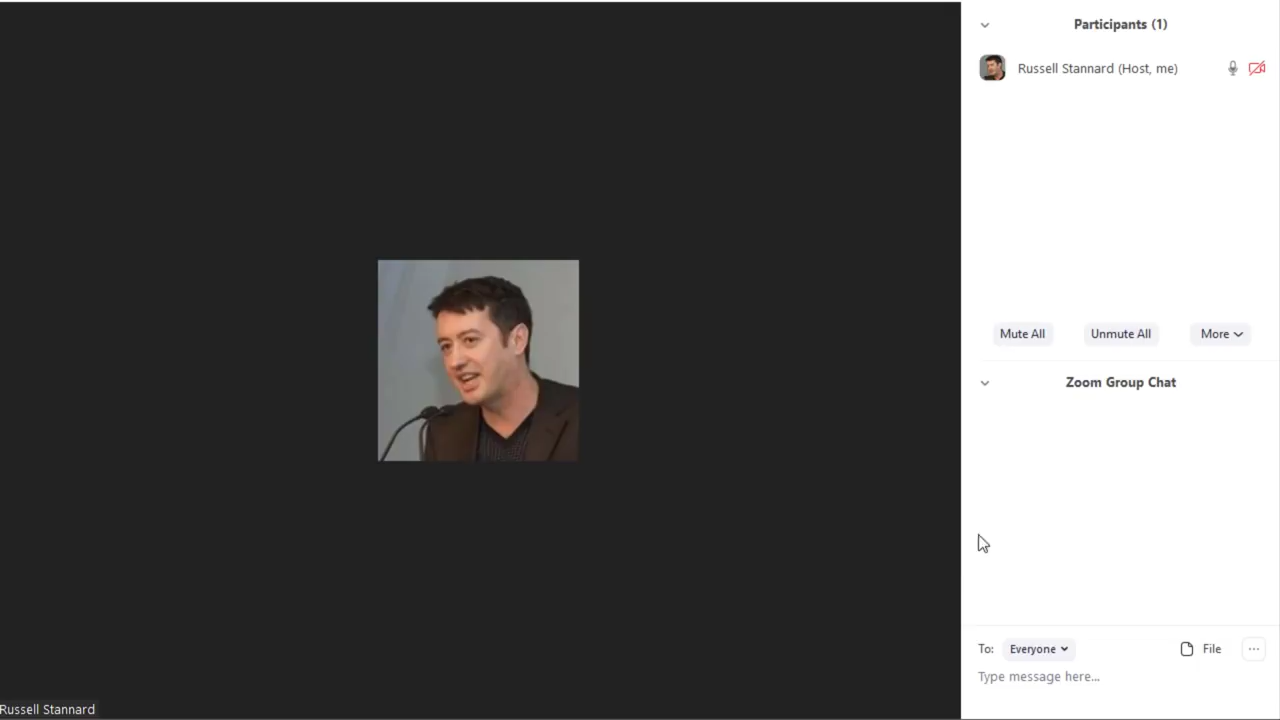 Participants (1)
Russell Stannard (Host, me)
Mute All
Unmute All
More
Zoom Group Chat
To:
Everyone
File
Type message here...
Russell Stannard